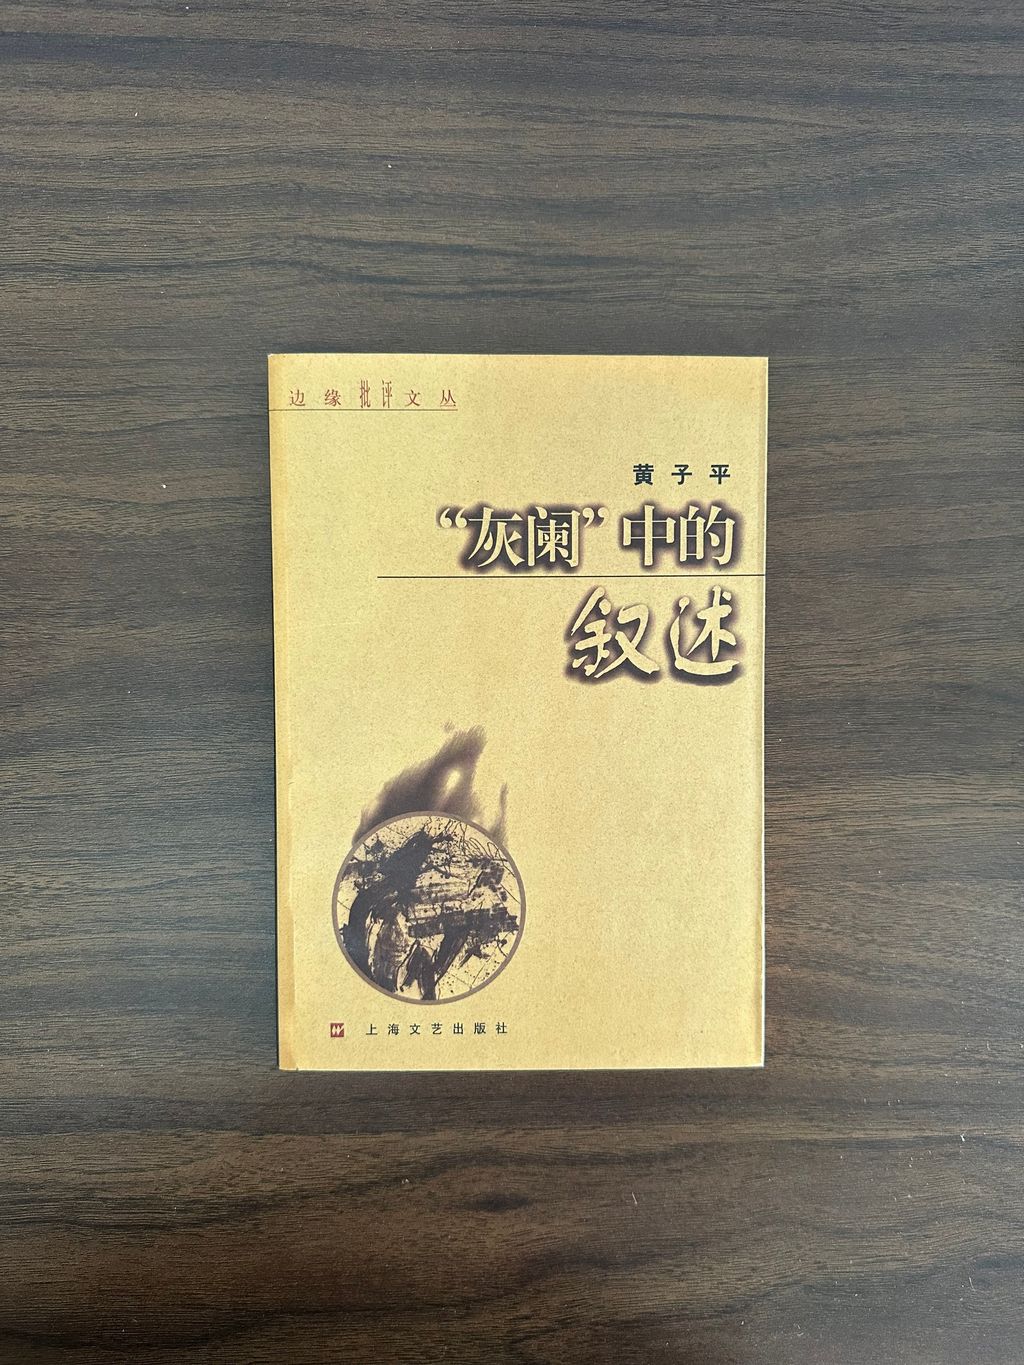 边缘批评文丛
黄子平
“灰阑”中的
叙述
上海文艺出版社